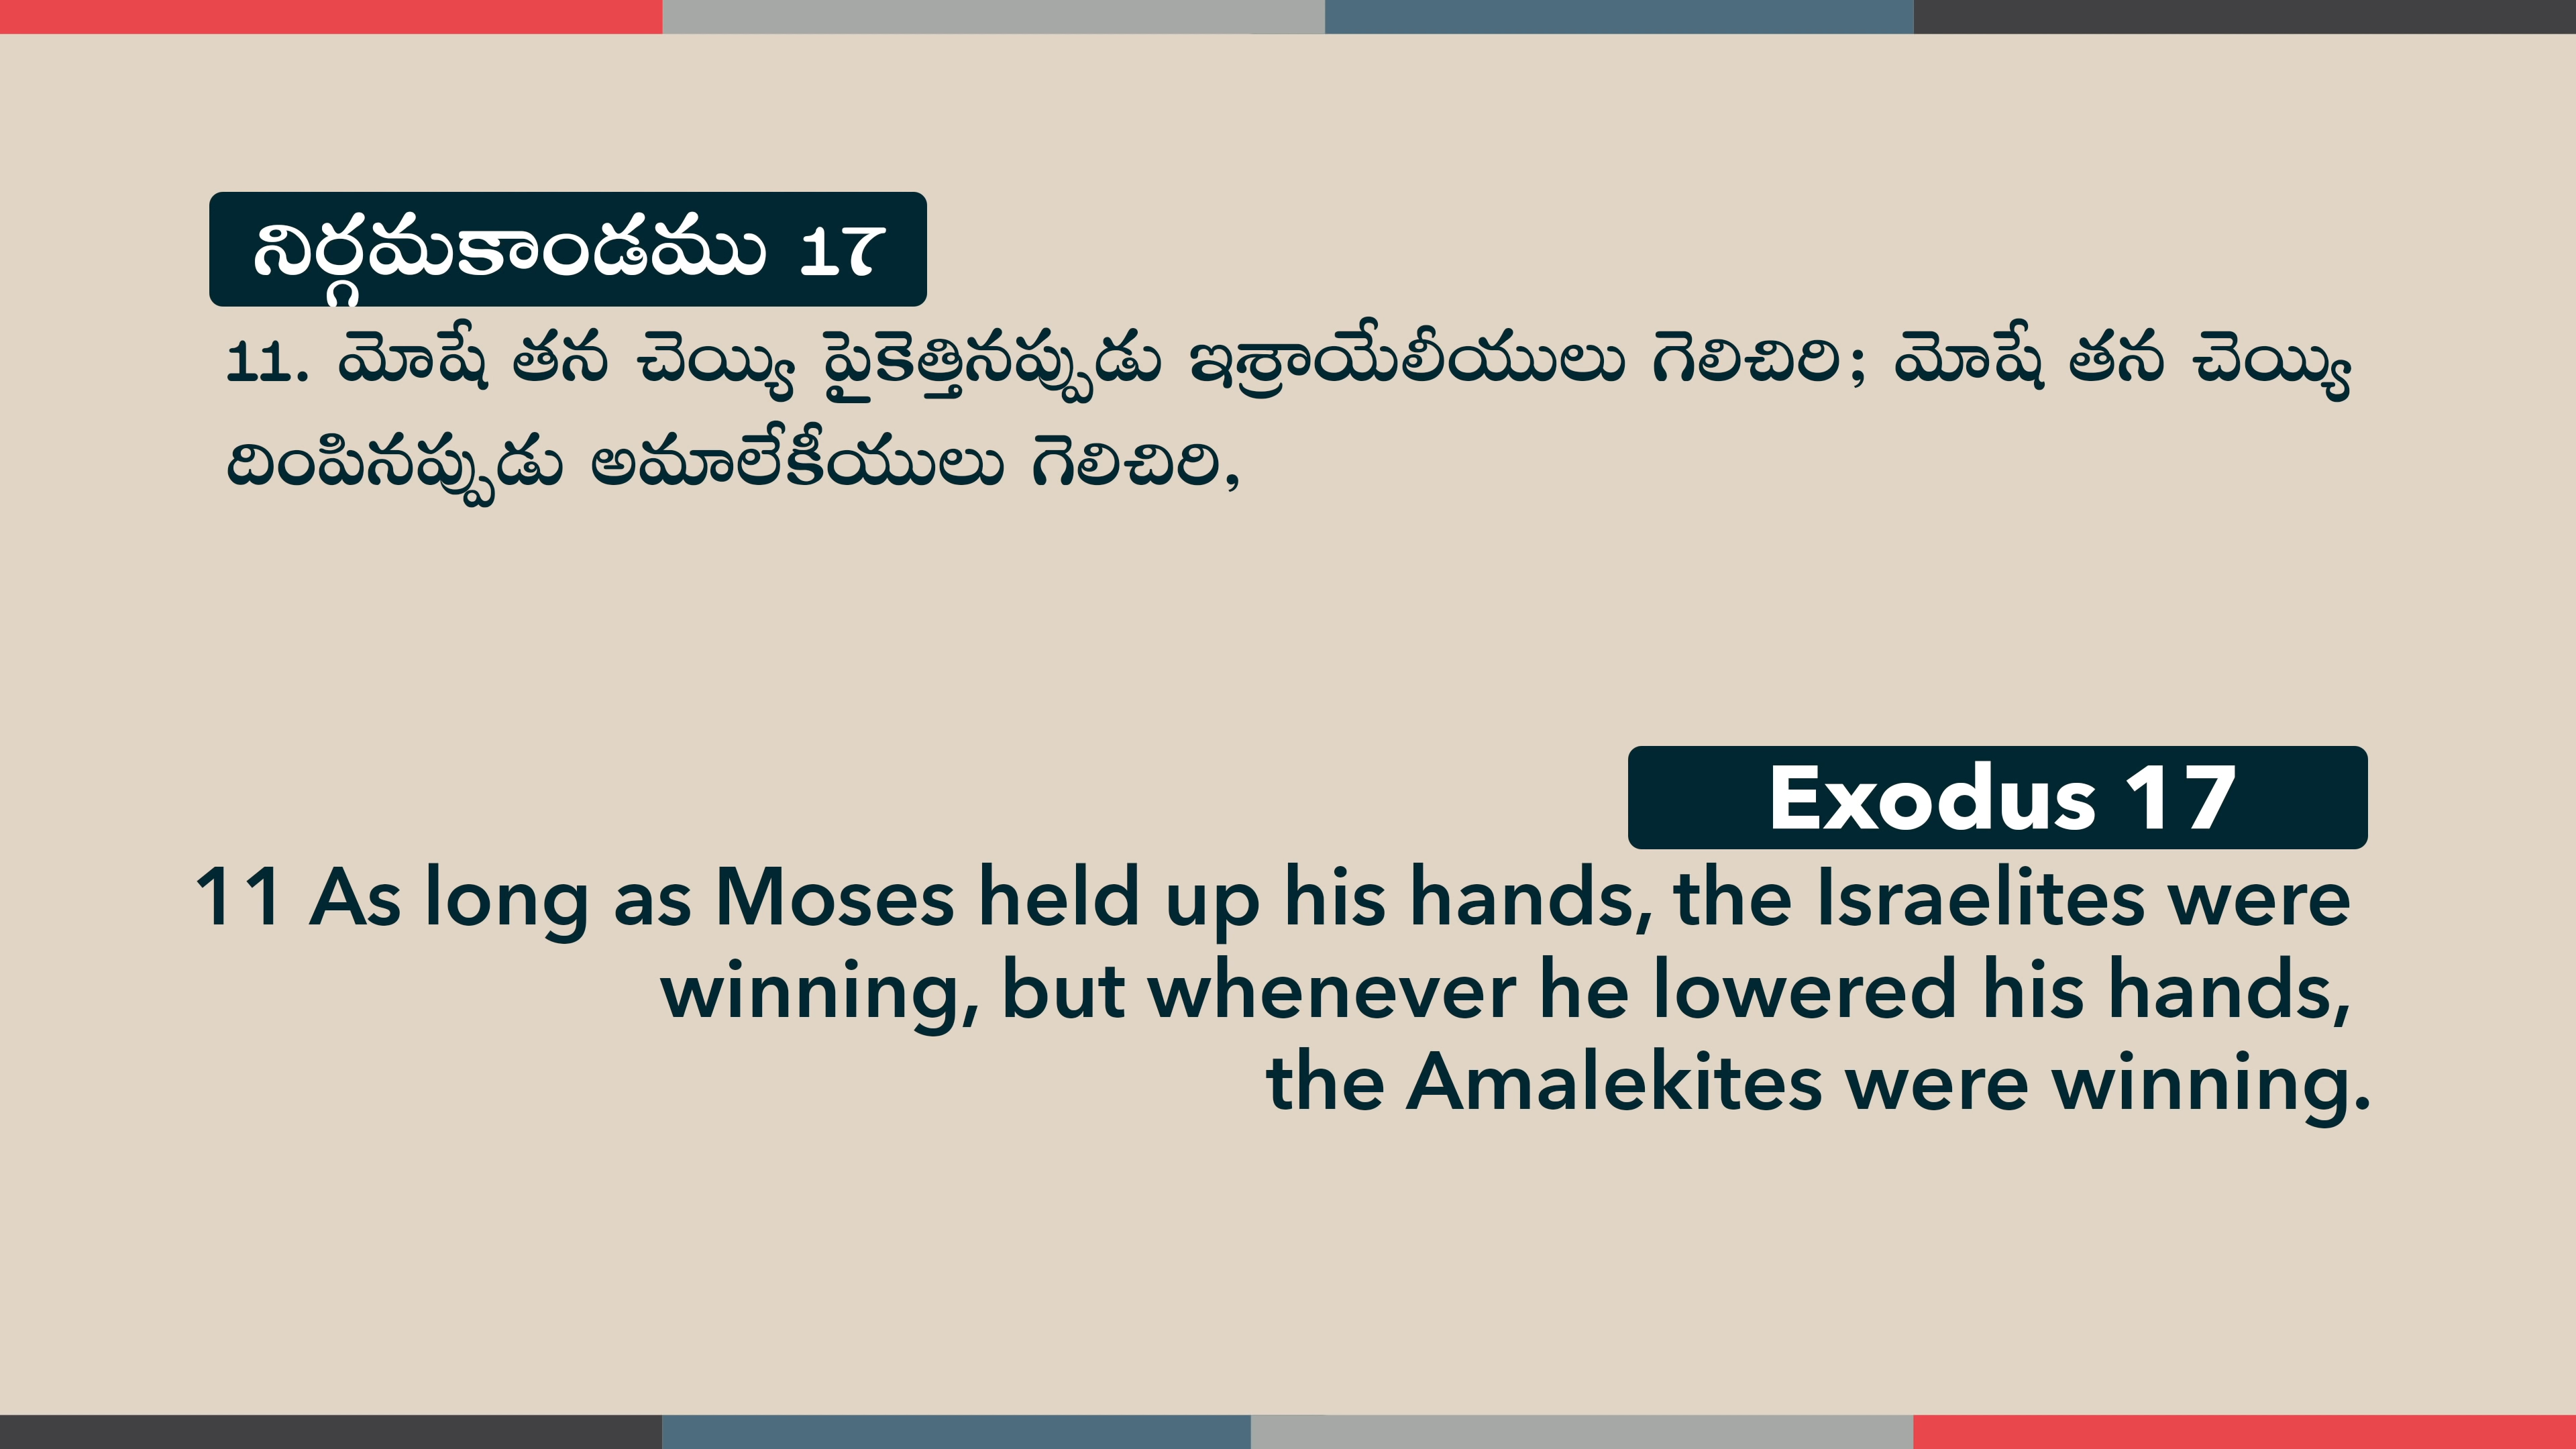 నిర్గమకాండము 17
11. మోషే తన చెయ్యి పైకెత్తినప్పుడు ఇశ్రాయేలీయులు గెలిచిరి; మోషే తన చెయ్యి
దింపినప్పుడు అమాలేకీయులు గెలిచిరి,
Exodus 17
11 As long as Moses held up his hands, the Israelites were
winning, but whenever he lowered his hands,
the Amalekites were winning.